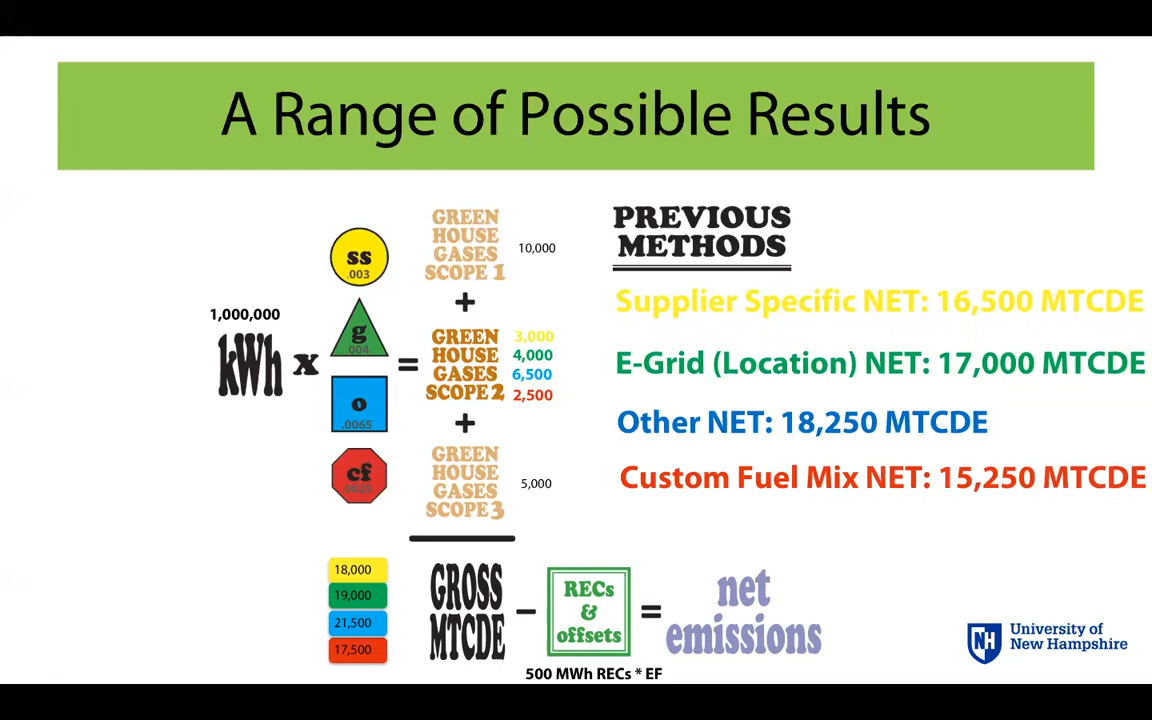 A Range of Possible Results
1,000,000
kWh
x
ss
.003
g
.004
o
.0065
cf
.0025
=
GREEN
HOUSE
GASES
SCOPE 1
10,000
+
GREEN
HOUSE
GASES
SCOPE 2
3,000
4,000
6,500
2,500
+
GREEN
HOUSE
GASES
SCOPE 3
5,000
PREVIOUS
METHODS
Supplier Specific NET: 16,500 MTCDE
E-Grid (Location) NET: 17,000 MTCDE
Other NET: 18,250 MTCDE
Custom Fuel Mix NET: 15,250 MTCDE
18,000
19,000
21,500
17,500
GROSS
MTCDE
–
RECs
&
offsets
=
net
emissions
500 MWh RECs * EF
NH
University of
New Hampshire